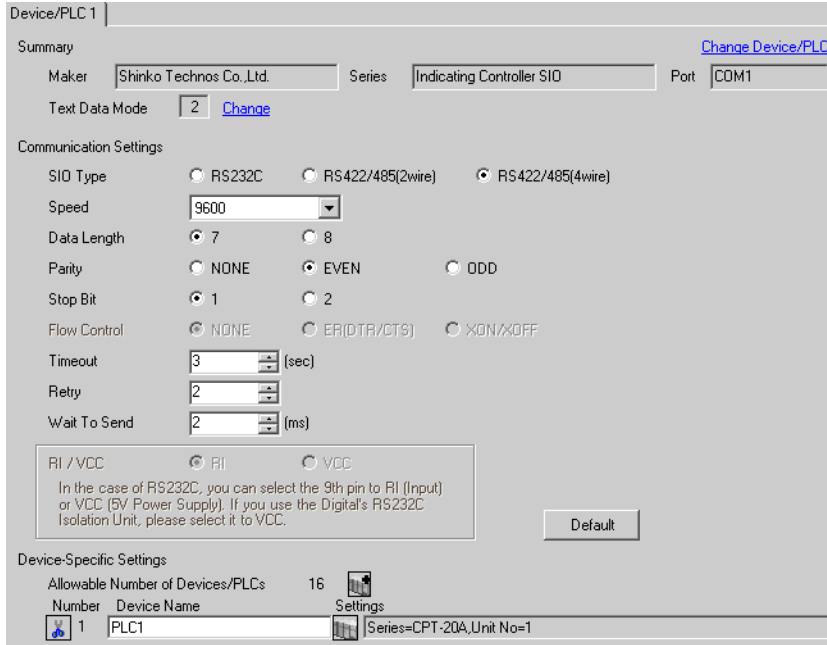 Device/PLC 1
Summary Change Device/PLC
Maker Shinko Technos Co.,Ltd. Series Indicating Controller SIO Port COM1
Text Data Mode 2 Change
Communication Settings
SIO Type RS232C RS422/485(2wire) RS422/485(4wire)
Speed 9600
Data Length 7 8
Parity NONE EVEN ODD
Stop Bit 1 2
Flow Control NONE ER(DTR/CTS) XON/XOFF
Timeout 3 (sec)
Retry 2
Wait To Send 2 (ms)
RI / VCC RI VCC
In the case of RS232C, you can select the 9th pin to RI (Input)
or VCC (5V Power Supply). If you use the Digital's RS232C
Isolation Unit, please select it to VCC.
Default
Device-Specific Settings
Allowable Number of Devices/PLCs 16
Number Device Name Settings
1 PLC1 Series=CPT-20A,Unit No=1